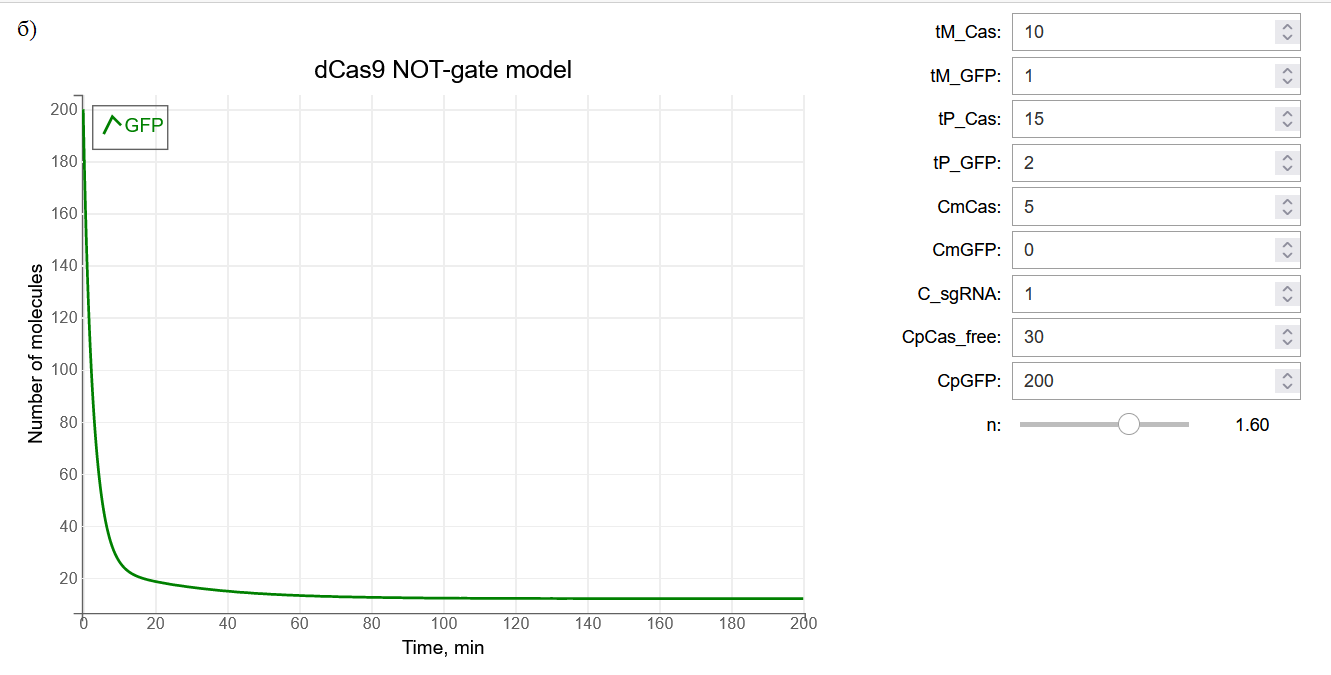 б)
dCas9 NOT-gate model
GFP
Number of molecules
200
180
160
140
120
100
80
60
40
20
0 20 40 60 80 100 120 140 160 180 200
Time, min
tM_Cas: 10
tM_GFP: 1
tP_Cas: 15
tP_GFP: 2
CmCas: 5
CmGFP: 0
C_sgRNA: 1
CpCas_free: 30
CpGFP: 200
n: 1.60